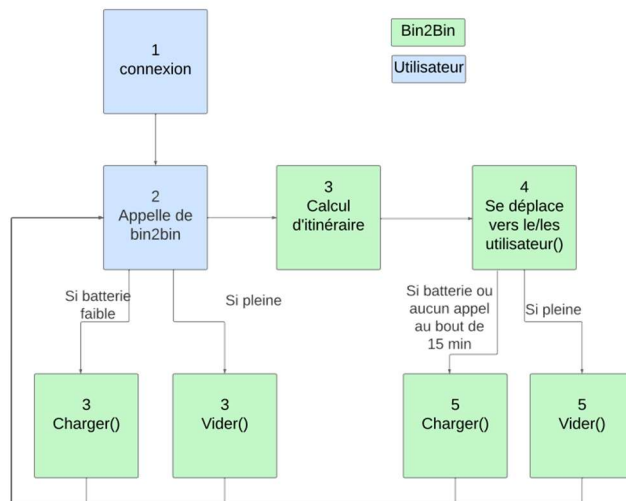 1
connexion
Bin2Bin
Utilisateur
2
Appelle de
bin2bin
3
Calcul
d'itinéraire
4
Se déplace
vers le/les
utilisateur()
Si batterie
faible
Si pleine
Si batterie ou
aucun appel
au bout de
15 min
Si pleine
3
Charger()
3
Vider()
5
Charger()
5
Vider()